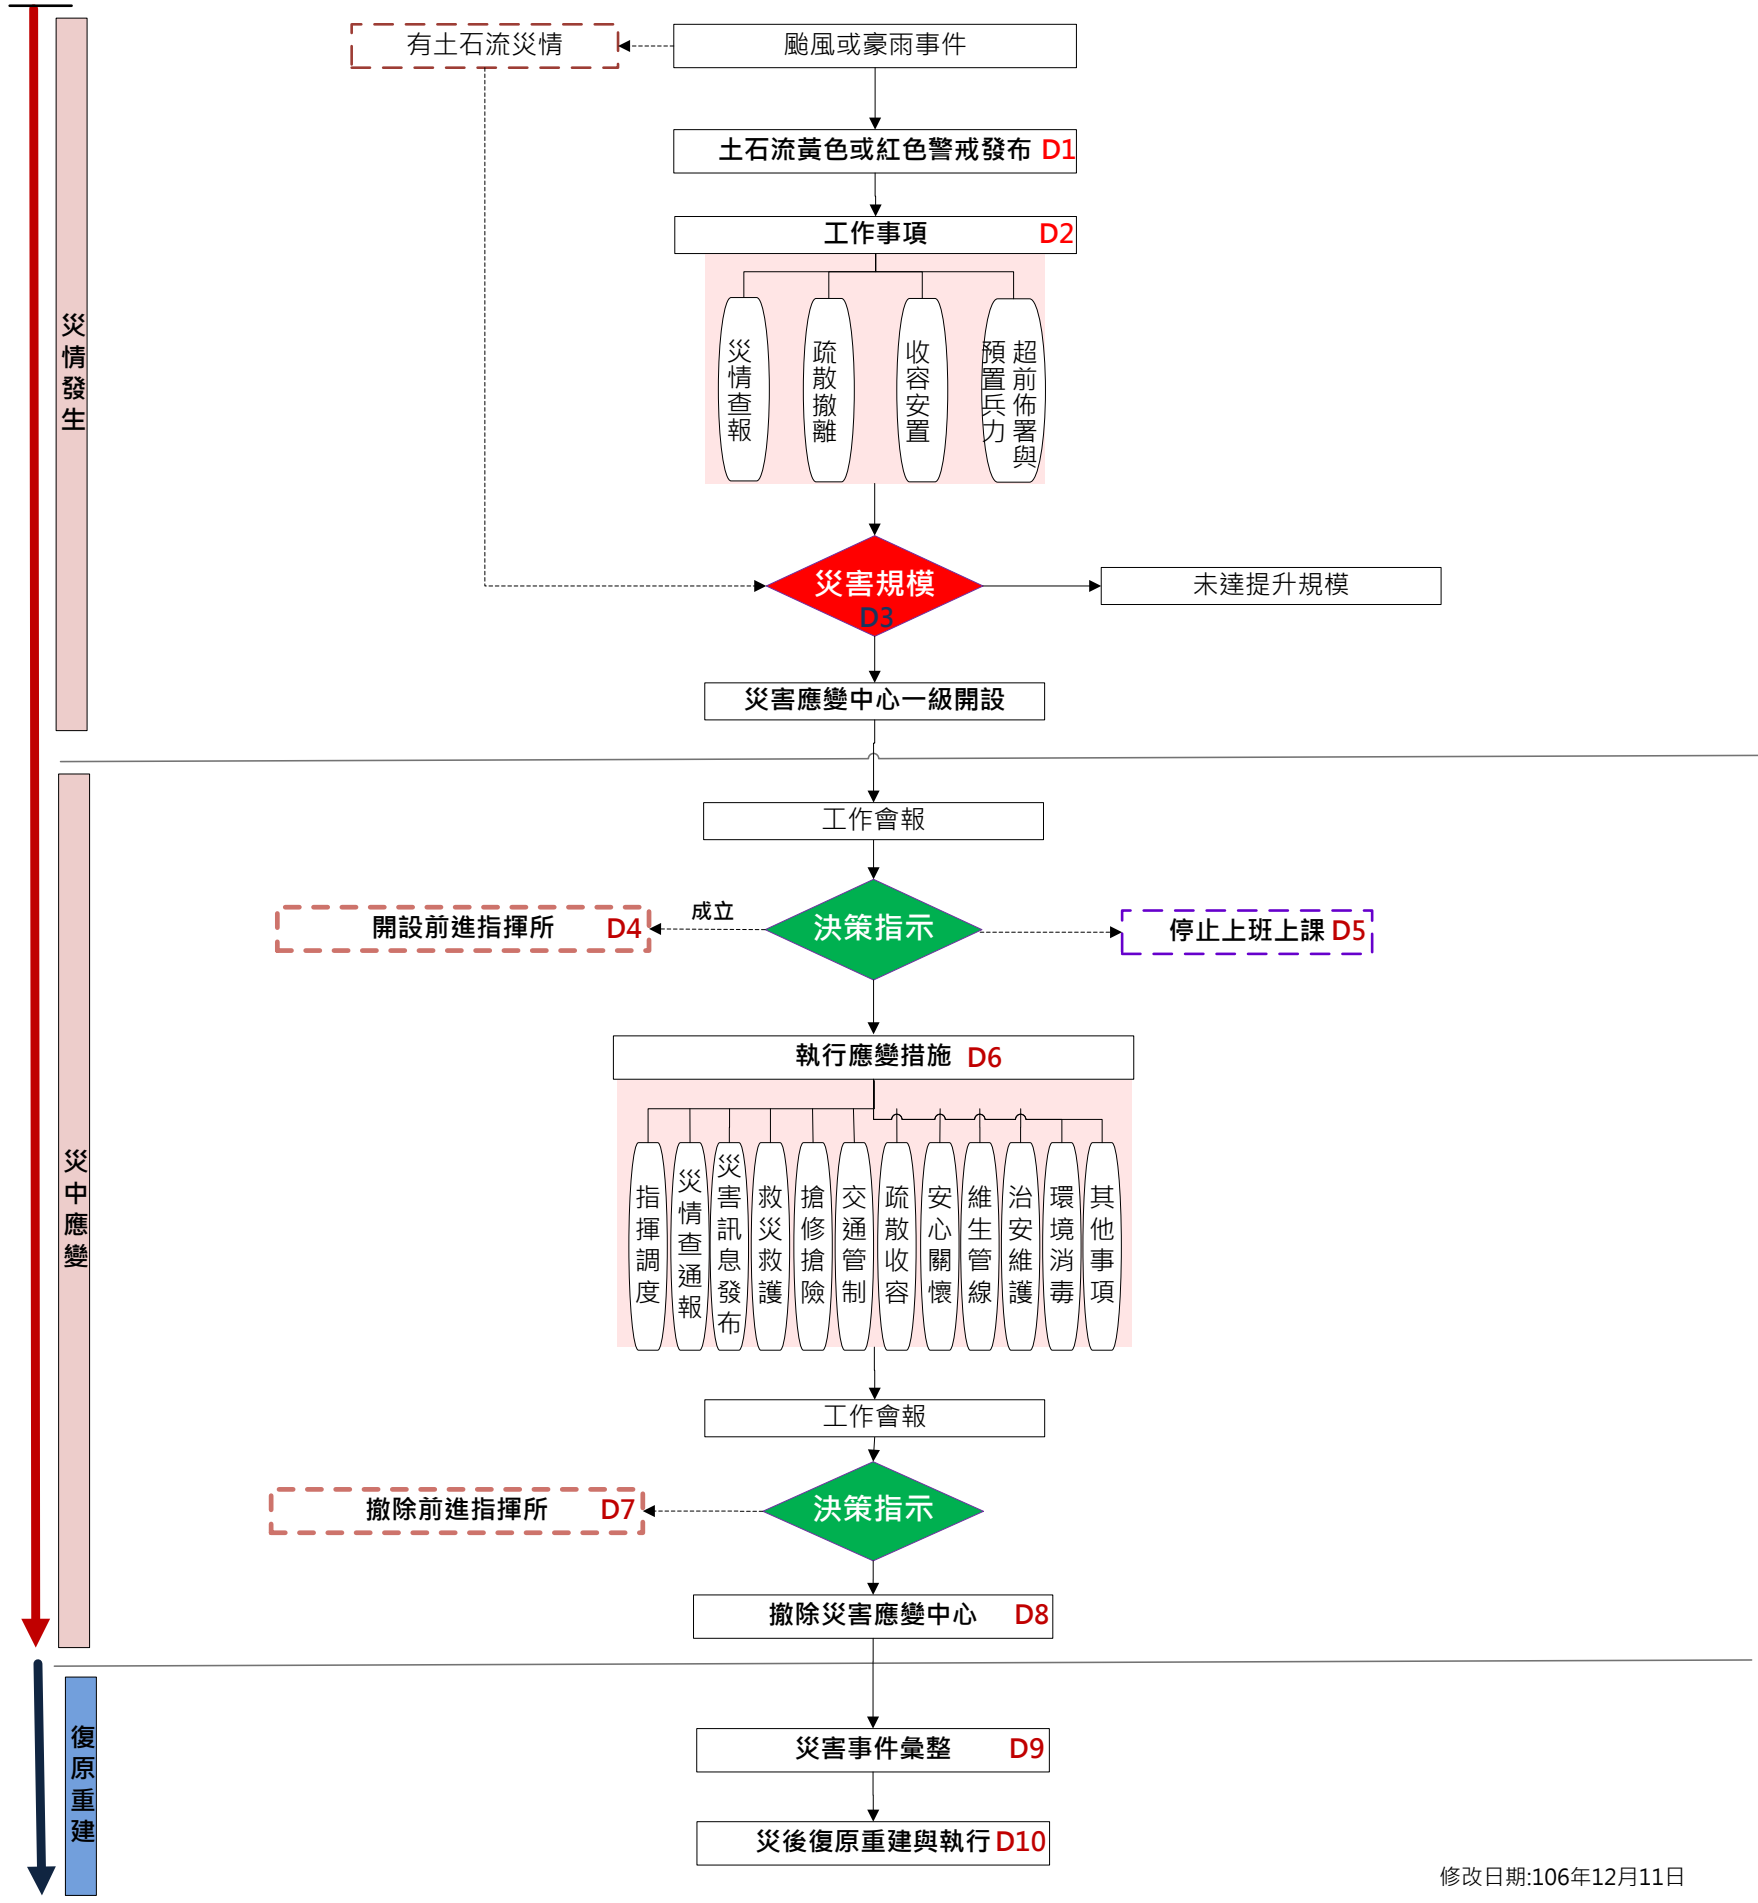 有土石流災情
颱風或豪雨事件
土石流黃色或紅色警戒發布 D1
工作事項 D2
災情發生
災情查報
疏散撤離
收容安置
超前佈署與
預置兵力
災害規模
D3
未達提升規模
災害應變中心一級開設
工作會報
開設前進指揮所 D4
成立
決策指示
停止上班上課 D5
執行應變措施 D6
災中應變
指揮調度
災情查通報
災害訊息發布
救災救護
搶修搶險
交通管制
疏散收容
安心關懷
維生管線
治安維護
環境消毒
其他事項
工作會報
撤除前進指揮所 D7
決策指示
撤除災害應變中心 D8
復原重建
災害事件彙整 D9
災後復原重建與執行 D10
修改日期:106年12月11日